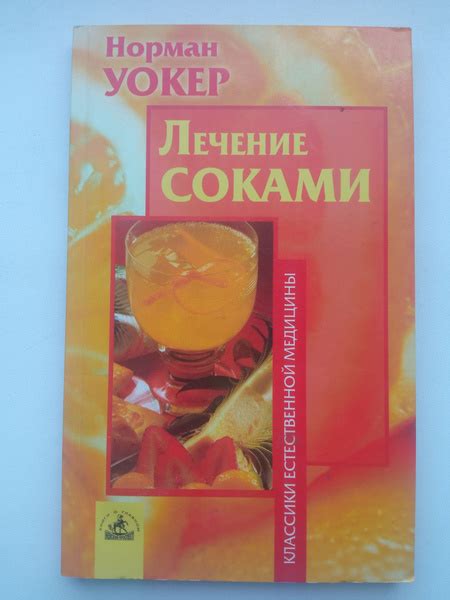 Норман
УОКЕР
ЛЕЧЕНИЕ
СОКАМИ
КЛАССИКИ ЕСТЕСТВЕННОЙ МЕДИЦИНЫ